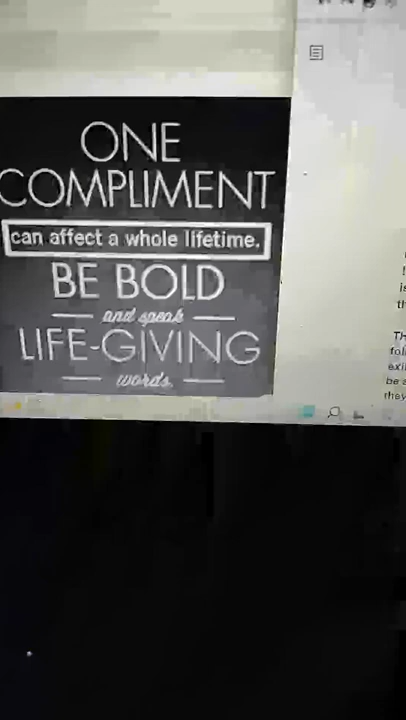 ONE
COMPLIMENT
can affect a whole lifetime.
BE BOLD
and speak
LIFE-GIVING
words.